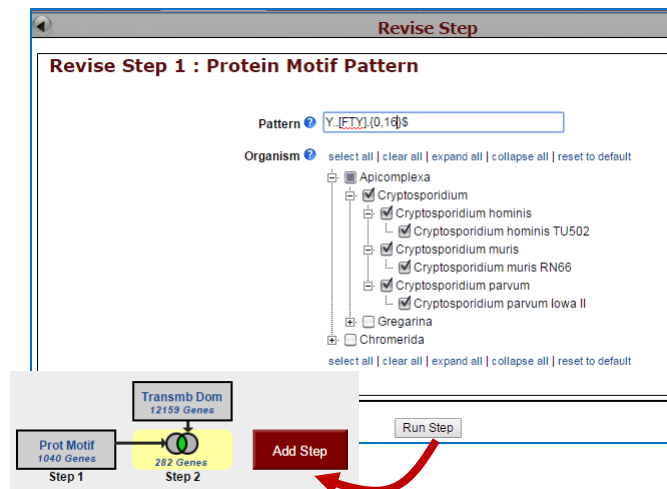 Revise Step
Revise Step 1 : Protein Motif Pattern
Pattern ? Y..[FTY].{0,16}$
Organism ? select all | clear all | expand all | collapse all | reset to default
Apicomplexa
Cryptosporidium
Cryptosporidium hominis
Cryptosporidium hominis TU502
Cryptosporidium muris
Cryptosporidium muris RN66
Cryptosporidium parvum
Cryptosporidium parvum Iowa II
Gregarina
Chromerida
select all | clear all | expand all | collapse all | reset to default
Run Step
Transmb Dom
12159 Genes
Prot Motif
1040 Genes
282 Genes
Step 1
Step 2
Add Step